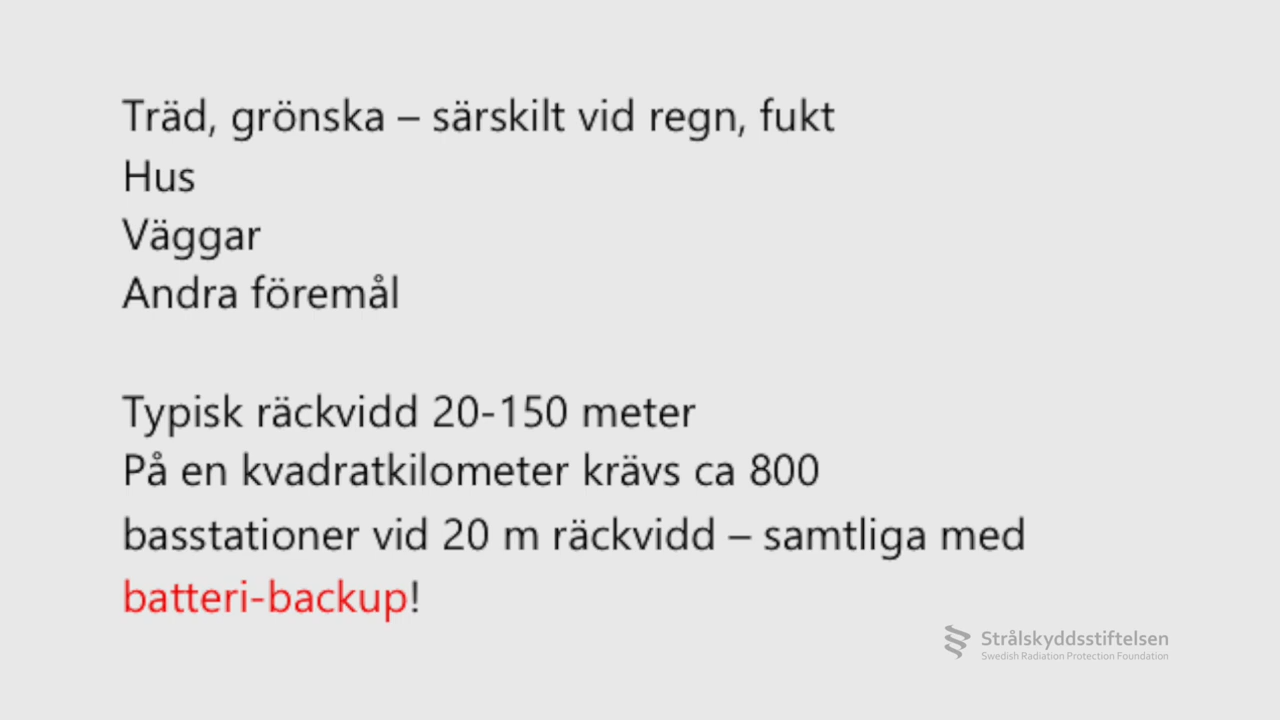 Träd, grönska – särskilt vid regn, fukt
Hus
Väggar
Andra föremål
Typisk räckvidd 20-150 meter
På en kvadratkilometer krävs ca 800
basstationer vid 20 m räckvidd – samtliga med
batteri-backup!
Strålskyddsstiftelsen
Swedish Radiation Protection Foundation